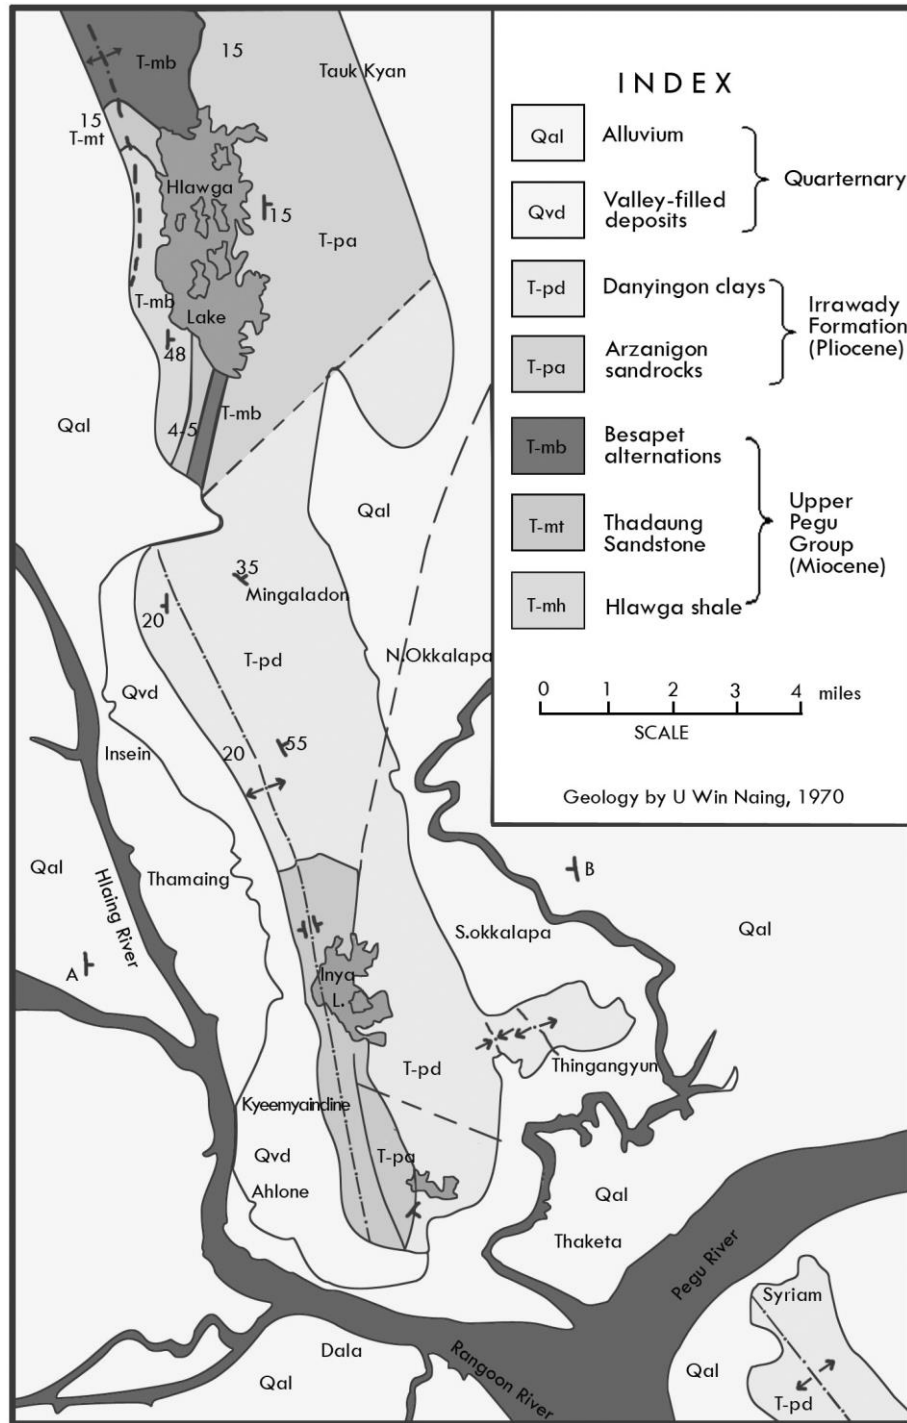 T-mb
15
Tauk Kyan
15
T-mt
Hlawga
15
T-pa
T-mb
Lake
48
T-mb
4-5
Qal
Qal
35
Mingaladon
20
T-pd
N.Okkalapa
Qvd
Insein
20
55
Qal
Hlaing River
Thamaing
B
S.okkalapa
Qal
A
Inya
L.
T-pd
Thingangyun
Kyeemyaindine
Qvd
T-pa
Ahlone
Qal
Thaketa
Pegu River
Syriam
Dala
Rangoon River
Qal
Qal
T-pd
INDEX
Qal Alluvium
Quarternary
Qvd Valley-filled
deposits
T-pd Danyingon clays
Irrawady
Formation
(Pliocene)
T-pa Arzanigon
sandrocks
T-mb Besapet
alternations
Upper
Pegu
Group
(Miocene)
T-mt Thadaung
Sandstone
T-mh Hlawga shale
0 1 2 3 4 miles
SCALE
Geology by U Win Naing, 1970